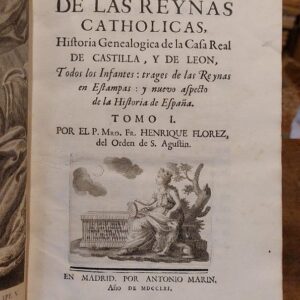 DE LAS REYNAS
CATHOLICAS,
Historia Genealogica de la Casa Real
DE CASTILLA, Y DE LEON,
Todos los Infantes: trages de las Reynas
en Estampas: y nuevo aspecto
de la Historia de España.
TOMO I.
POR EL P. Mro. Fr. HENRIQUE FLOREZ,
del Orden de S. Agustin.
EN MADRID. POR ANTONIO MARIN,
Año de MDCCLXI.